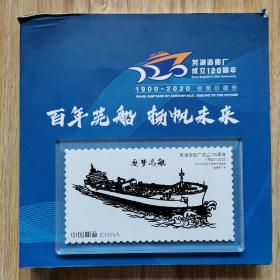 芜湖造船厂
成立120周年
1900-2020 邮票珍藏册
百年芜船 扬帆未来
芜湖造船厂成立120周年
1900-2020
逐梦远航
中国邮政 CHINA